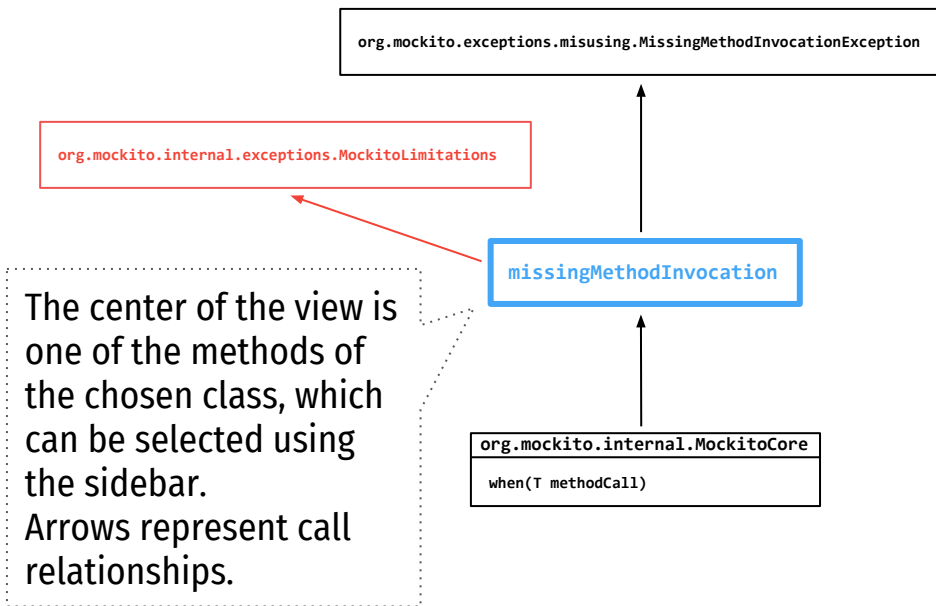 org.mockito.exceptions.misusing.MissingMethodInvocationException
org.mockito.internal.exceptions.MockitoLimitations
missingMethodInvocation
The center of the view is
one of the methods of
the chosen class, which
can be selected using
the sidebar.
Arrows represent call
relationships.
org.mockito.internal.MockitoCore
when(T methodCall)